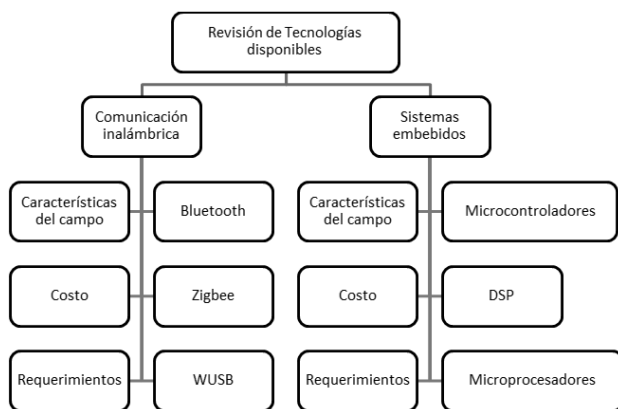 Revisión de Tecnologías
disponibles
Comunicación
inalámbrica
Sistemas
embebidos
Características
del campo
Bluetooth
Características
del campo
Microcontroladores
Costo
Zigbee
Costo
DSP
Requerimientos
WUSB
Requerimientos
Microprocesadores